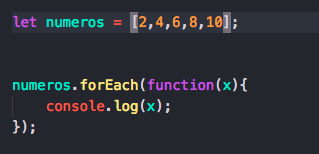 let numeros = [2,4,6,8,10];
numeros.forEach(function(x){
    console.log(x);
});